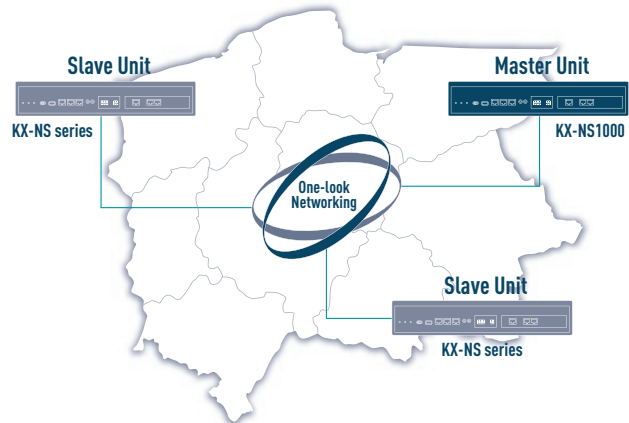 Slave Unit
KX-NS series
Master Unit
KX-NS1000
One-look
Networking
Slave Unit
KX-NS series